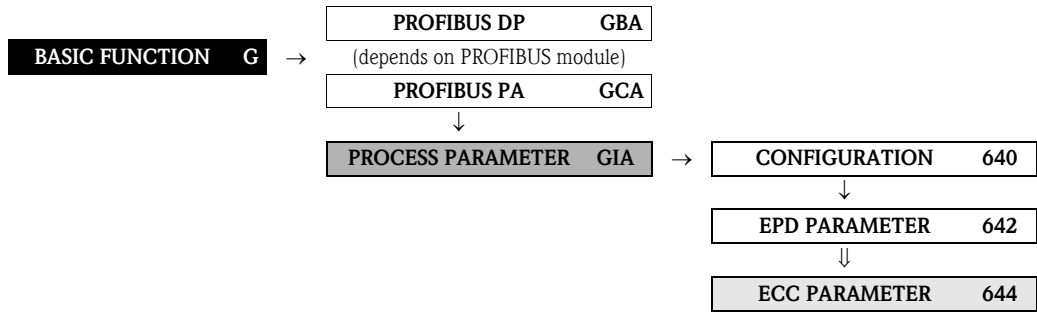 PROFIBUS DP GBA
BASIC FUNCTION G → (depends on PROFIBUS module)
PROFIBUS PA GCA
↓
PROCESS PARAMETER GIA → CONFIGURATION 640
↓
EPD PARAMETER 642
⇓
ECC PARAMETER 644